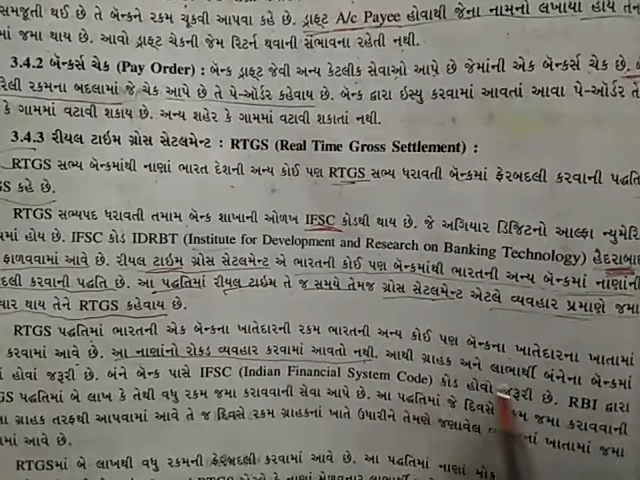 સમજૂતી થઈ છે તે બૅન્કને રકમ ચૂકવી આપવા કહે છે. ડ્રાફ્ટ A/c Payee હોવાથી જેના નામનો લખાયો હોય તેન
માં જમા થાય છે. આવો ડ્રાફ્ટ ચેકની જેમ રિટર્ન થવાની સંભાવના રહેતી નથી.
3.4.2 બૅન્કર્સ ચેક (Pay Order) : બૅન્ક ડ્રાફ્ટ જેવી અન્ય કેટલીક સેવાઓ આપે છે જેમાંની એક બૅન્કર્સ ચેક છે.
રેલી રકમના બદલામાં જે ચેક આપે છે તે પે-ઑર્ડર કહેવાય છે. બૅન્ક દ્વારા ઇસ્યુ કરવામાં આવતાં આવા પે-ઑર્ડર તે
કે ગામમાં વટાવી શકાય છે. અન્ય શહેર કે ગામમાં વટાવી શકાતાં નથી.
3.4.3 રીયલ ટાઇમ ગ્રોસ સેટલમેન્ટ : RTGS (Real Time Gross Settlement) :
RTGS સભ્ય બૅન્કમાંથી નાણાં ભારત દેશની અન્ય કોઈ પણ RTGS સભ્ય ધરાવતી બૅન્કમાં ફેરબદલી કરવાની પદ્ધતિ
GS કહે છે.
RTGS સભ્યપદ ધરાવતી તમામ બૅન્ક શાખાની ઓળખ IFSC કોડથી થાય છે. જે અગિયાર ડિજિટનો આલ્ફા ન્યુમેરિ
પમાં હોય છે. IFSC કોડ IDRBT (Institute for Development and Research on Banking Technology) હૈદરાબાદ
ફાળવવામાં આવે છે. રીયલ ટાઇમ ગ્રોસ સેટલમેન્ટ એ ભારતની કોઈ પણ બૅન્કમાંથી ભારતની અન્ય બૅન્કમાં નાણાંની
દલી કરવાની પદ્ધતિ છે. આ પદ્ધતિમાં રીયલ ટાઇમ તે જ સમયે તેમજ ગ્રોસ સેટલમેન્ટ એટલે વ્યવહાર પ્રમાણે જમા
વાર થાય તેને RTGS કહેવાય છે.
RTGS પદ્ધતિમાં ભારતની એક બૅન્કના ખાતેદારની રકમ ભારતની અન્ય કોઈ પણ બૅન્કના ખાતેદારના ખાતામાં
કરવામાં આવે છે. આ નાણાંનો રોકડ વ્યવહાર કરવામાં આવતો નથી. આથી ગ્રાહક અને લાભાર્થી બંનેના બૅન્કમાં
હોવાં જરૂરી છે. બંને બૅન્ક પાસે IFSC (Indian Financial System Code) કોડ હોવો જરૂરી છે. RBI દ્વારા
GS પદ્ધતિમાં બે લાખ કે તેથી વધુ રકમ જમા કરાવવાની સેવા આપે છે. આ પદ્ધતિમાં જે દિવસે જમા કરાવવાની
ના ગ્રાહક તરફથી આપવામાં આવે તે જ દિવસે રકમ ગ્રાહકનાં ખાતે ઉધારીને તેમણે જણાવેલ ખાતામાં જમા
માં આવે છે.
RTGSમાં બે લાખથી વધુ રકમની ફેરબદલી કરવામાં આવે છે. આ પદ્ધતિમાં નાણાં